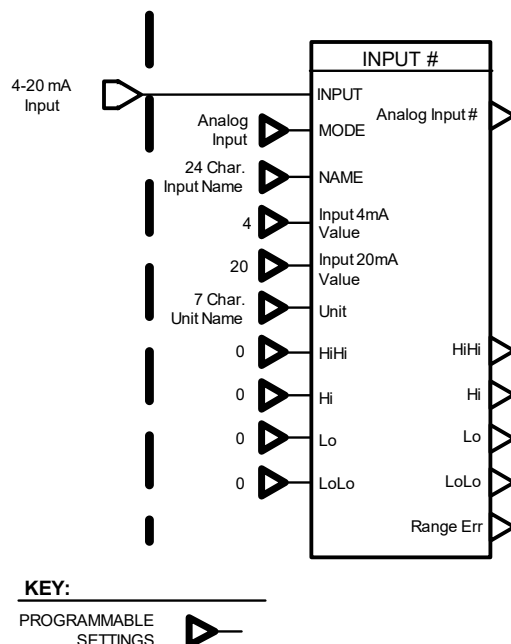 INPUT #
4-20 mA
Input
INPUT
Analog Input #
Analog
Input
MODE
24 Char.
Input Name
NAME
4
Input 4mA
Value
20
Input 20mA
Value
7 Char.
Unit Name
Unit
0
HiHi
HiHi
0
Hi
Hi
0
Lo
Lo
0
LoLo
LoLo
Range Err
KEY:
PROGRAMMABLE
SETTINGS